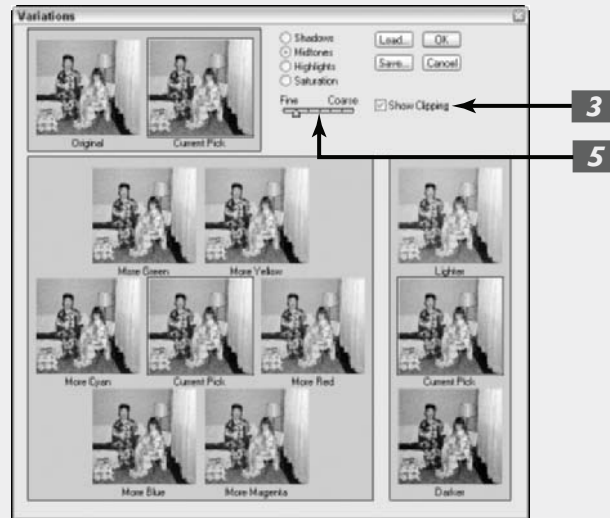 Variations
Shadows
Midtones
Highlights
Saturation
Load...
OK
Save...
Cancel
Fine
Coarse
Show Clipping
3
5
Original
Current Pick
More Green
More Yellow
Lighter
More Cyan
Current Pick
More Red
Current Pick
More Blue
More Magenta
Darker